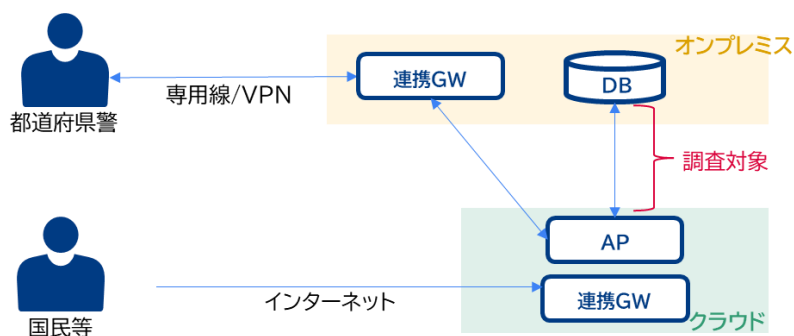 オンプレミス
連携GW
DB
専用線/VPN
都道府県警
調査対象
AP
インターネット
連携GW
国民等
クラウド